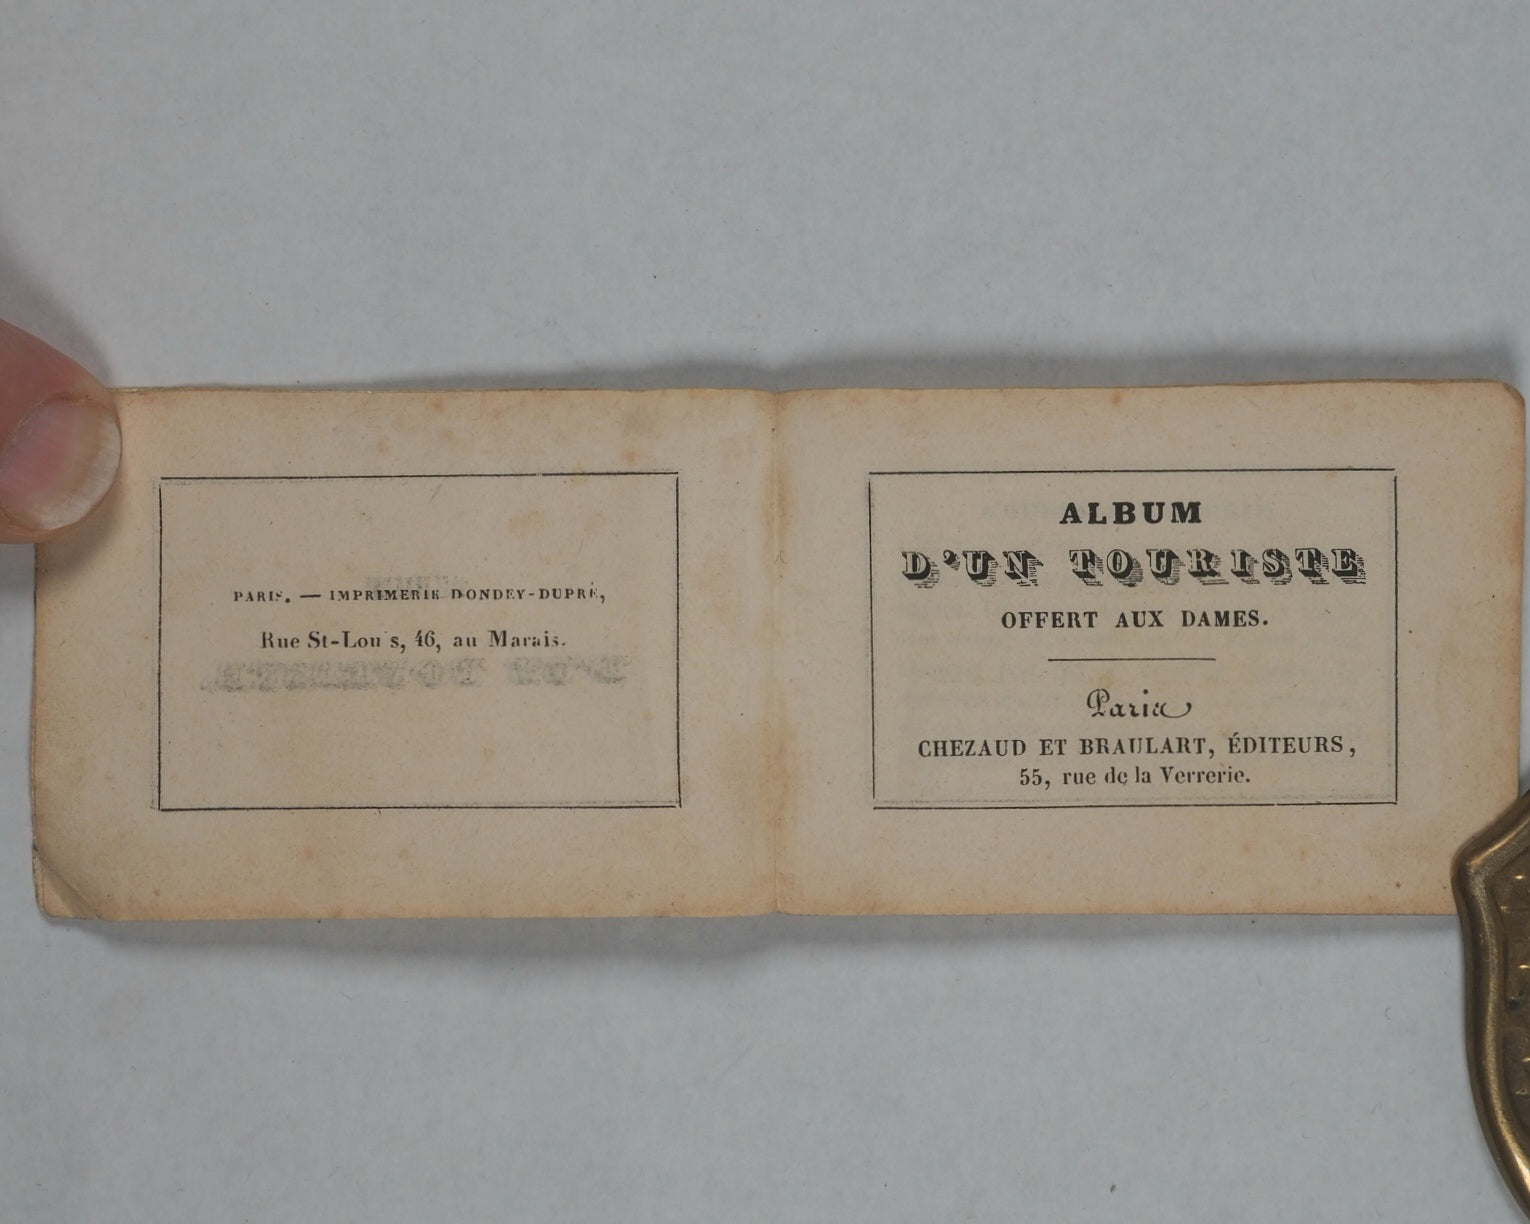 PARIS. — IMPRIMERIE DONDEY-DUPRÉ,
Rue St-Lou s, 46, au Marais.
ALBUM
D'UN TOURISTE
OFFERT AUX DAMES.
Paris
CHEZAUD ET BRAULART, ÉDITEURS,
55, rue de la Verrerie.